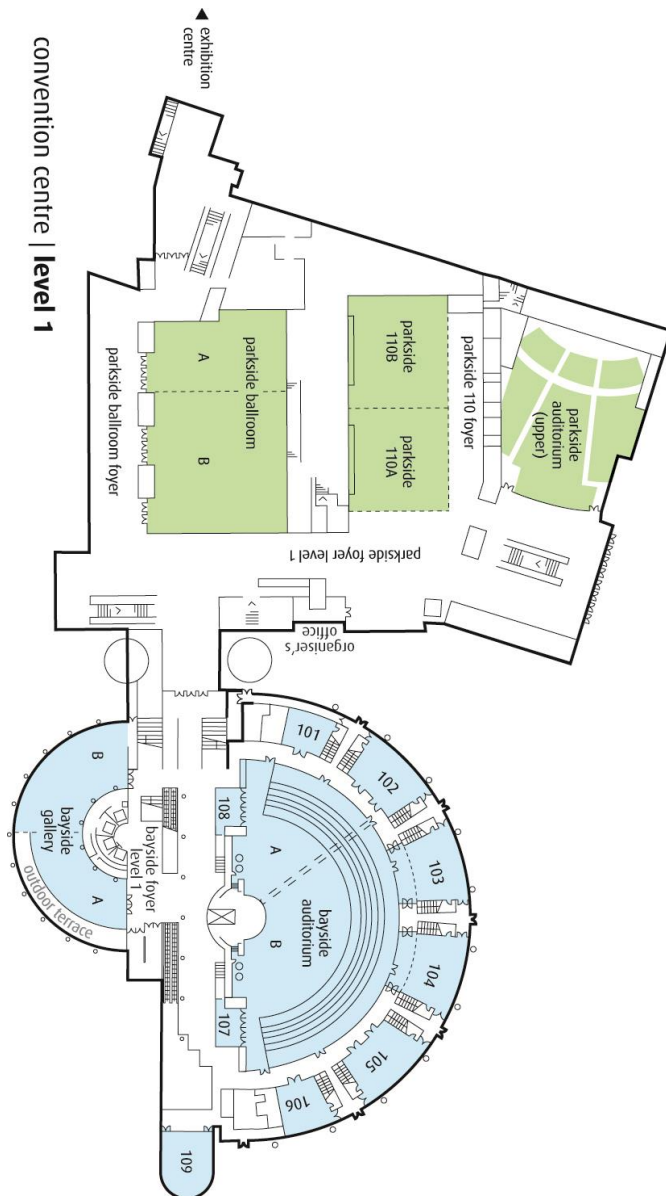 ◀ exhibition
centre
convention centre | level 1
parkside
auditorium
(upper)
parkside 110 foyer
parkside
110B
parkside
110A
parkside ballroom
A
B
parkside ballroom foyer
parkside foyer level 1
organiser's
office
101
102
103
104
105
106
107
108
109
A
B
bayside
auditorium
bayside foyer
level 1
B
bayside
gallery
A
outdoor terrace